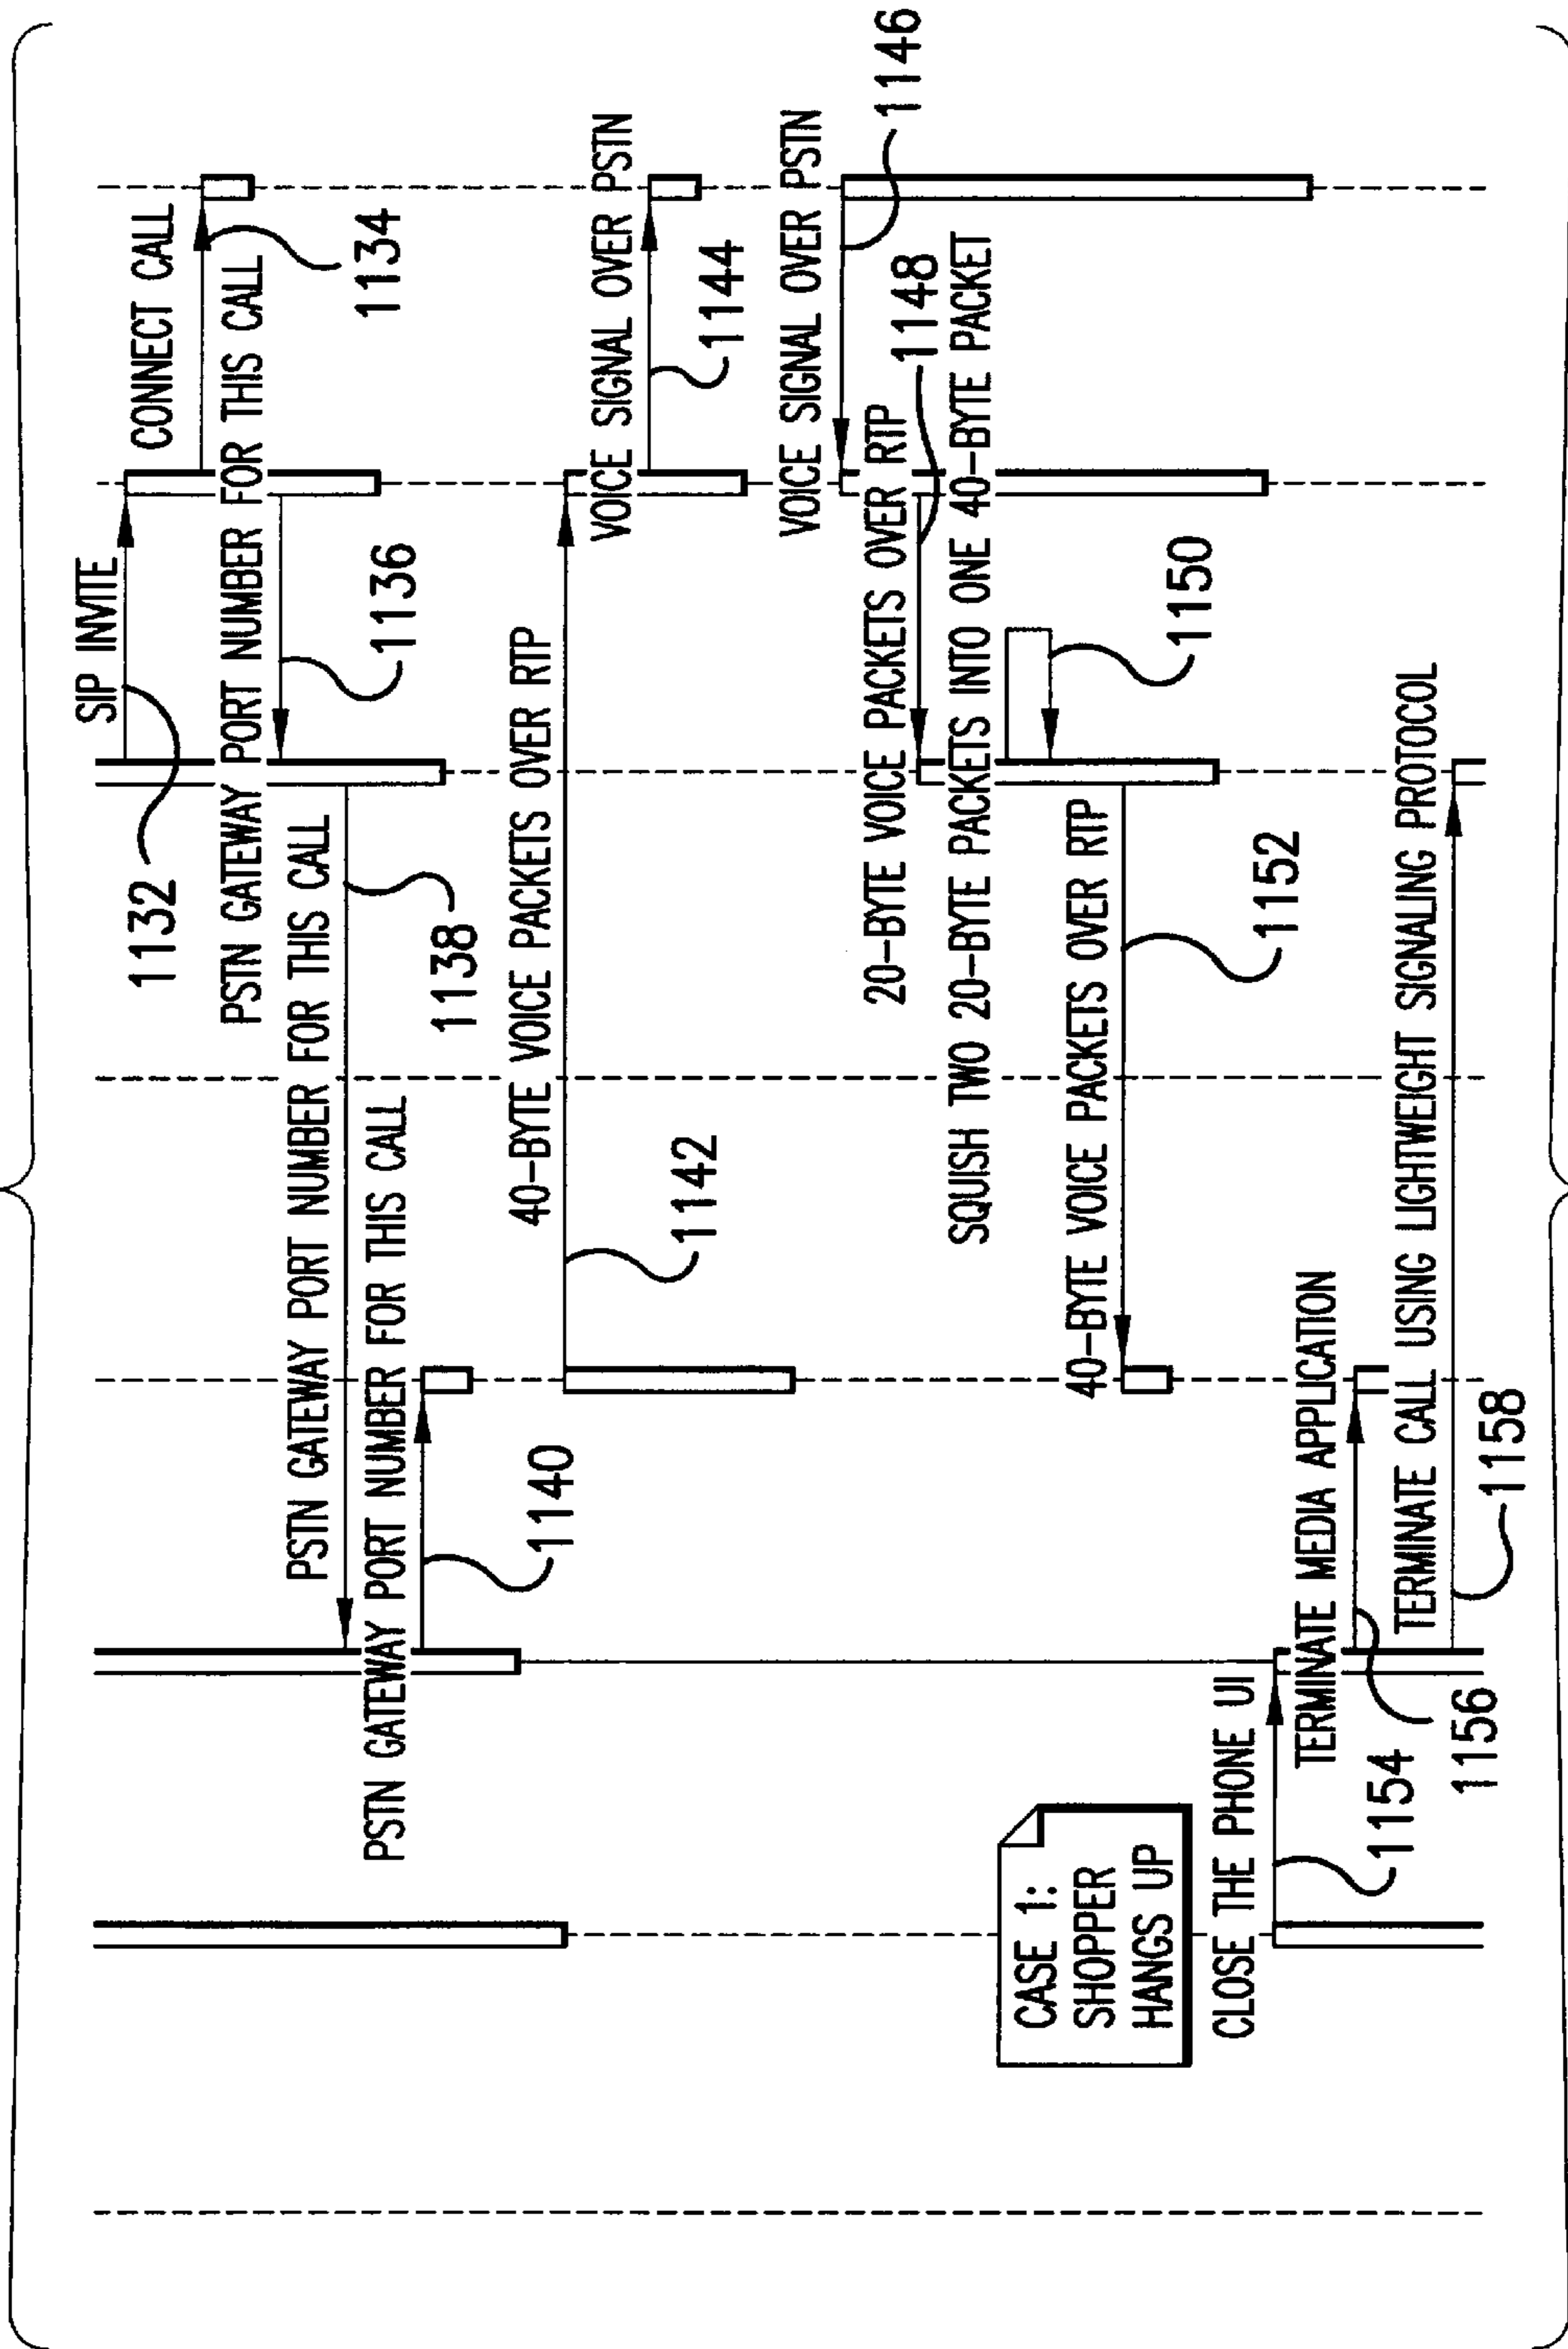 SIP INVITE
1132
CONNECT CALL
1134
PSTN GATEWAY PORT NUMBER FOR THIS CALL
1136
PSTN GATEWAY PORT NUMBER FOR THIS CALL
1138
PSTN GATEWAY PORT NUMBER FOR THIS CALL
1140
40-BYTE VOICE PACKETS OVER RTP
1142
VOICE SIGNAL OVER PSTN
1144
VOICE SIGNAL OVER PSTN
1146
20-BYTE VOICE PACKETS OVER RTP
1148
SQUISH TWO 20-BYTE PACKETS INTO ONE 40-BYTE PACKET
1150
40-BYTE VOICE PACKETS OVER RTP
1152
CASE 1:
SHOPPER
HANGS UP
CLOSE THE PHONE UI
1154
TERMINATE MEDIA APPLICATION
1156
TERMINATE CALL USING LIGHTWEIGHT SIGNALING PROTOCOL
1158